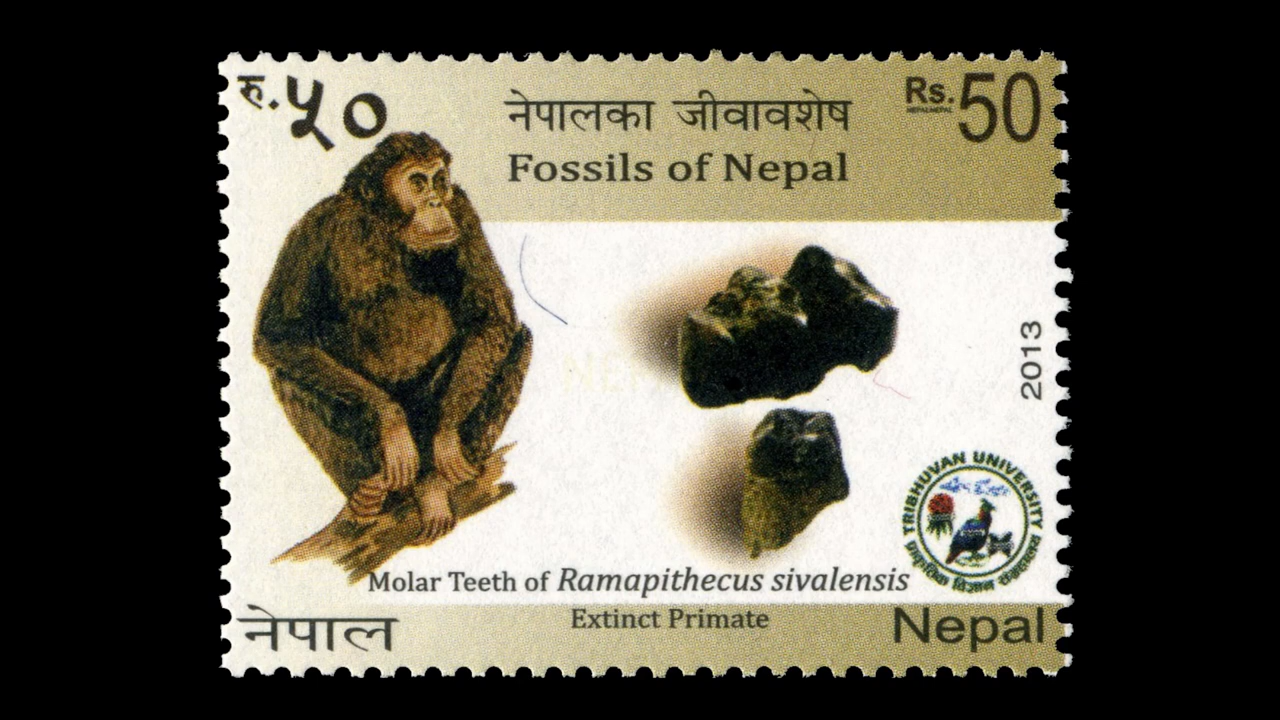 रु. ५०
नेपालका जीवावशेष
Fossils of Nepal
Rs. 50
2013
TRIBHUVAN UNIVERSITY
Molar Teeth of Ramapithecus sivalensis
Extinct Primate
नेपाल
Nepal